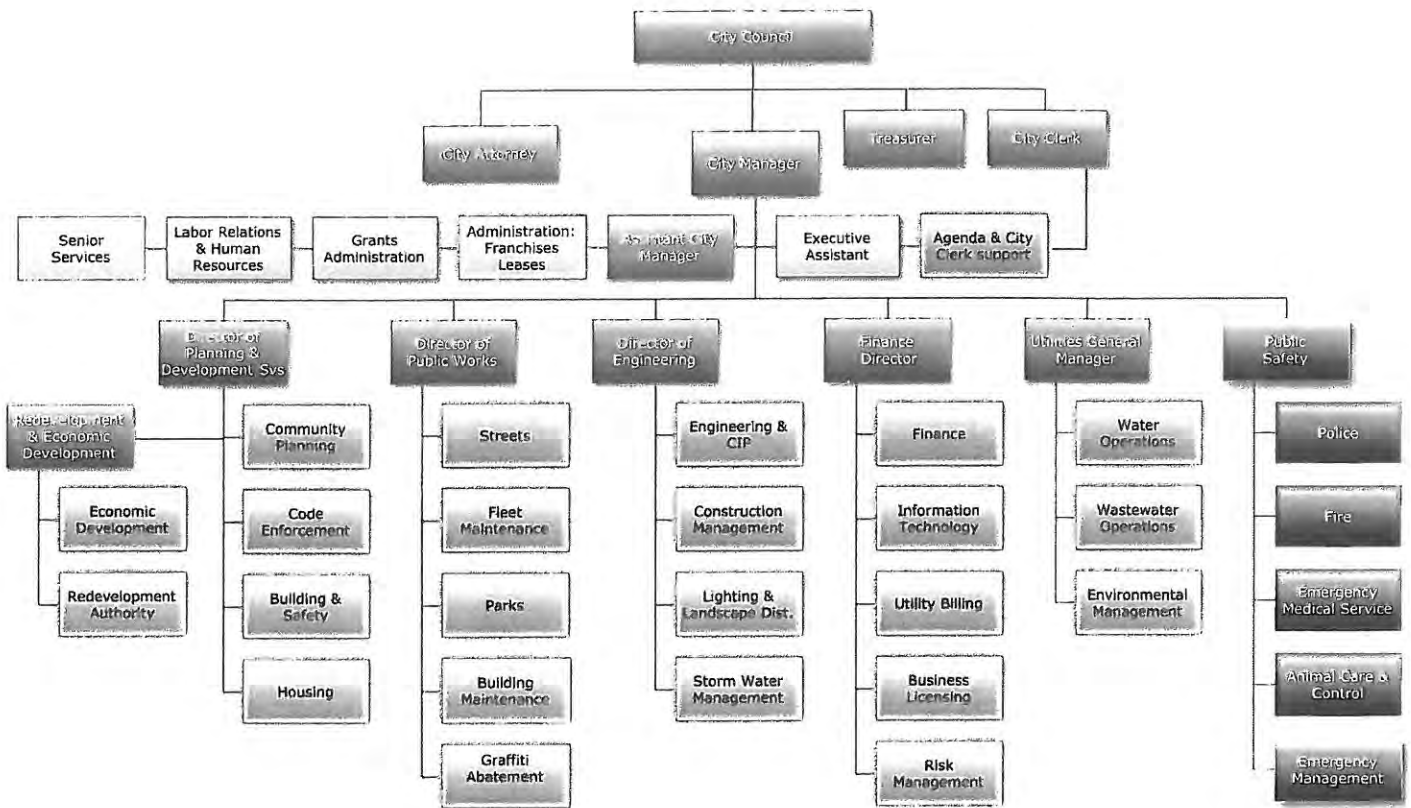 City Council
City Attorney
City Manager
Treasurer
City Clerk
Senior
Services
Labor Relations
& Human
Resources
Grants
Administration
Administration:
Franchises
Leases
Assistant City
Manager
Executive
Assistant
Agenda & City
Clerk support
Director of
Planning &
Development Svs
Director of
Public Works
Director of
Engineering
Finance
Director
Utilities General
Manager
Public
Safety
Redevelopment
& Economic
Development
Economic
Development
Redevelopment
Authority
Community
Planning
Code
Enforcement
Building &
Safety
Housing
Streets
Fleet
Maintenance
Parks
Building
Maintenance
Graffiti
Abatement
Engineering &
CIP
Construction
Management
Lighting &
Landscape Dist.
Storm Water
Management
Finance
Information
Technology
Utility Billing
Business
Licensing
Risk
Management
Water
Operations
Wastewater
Operations
Environmental
Management
Police
Fire
Emergency
Medical Service
Animal Care &
Control
Emergency
Management